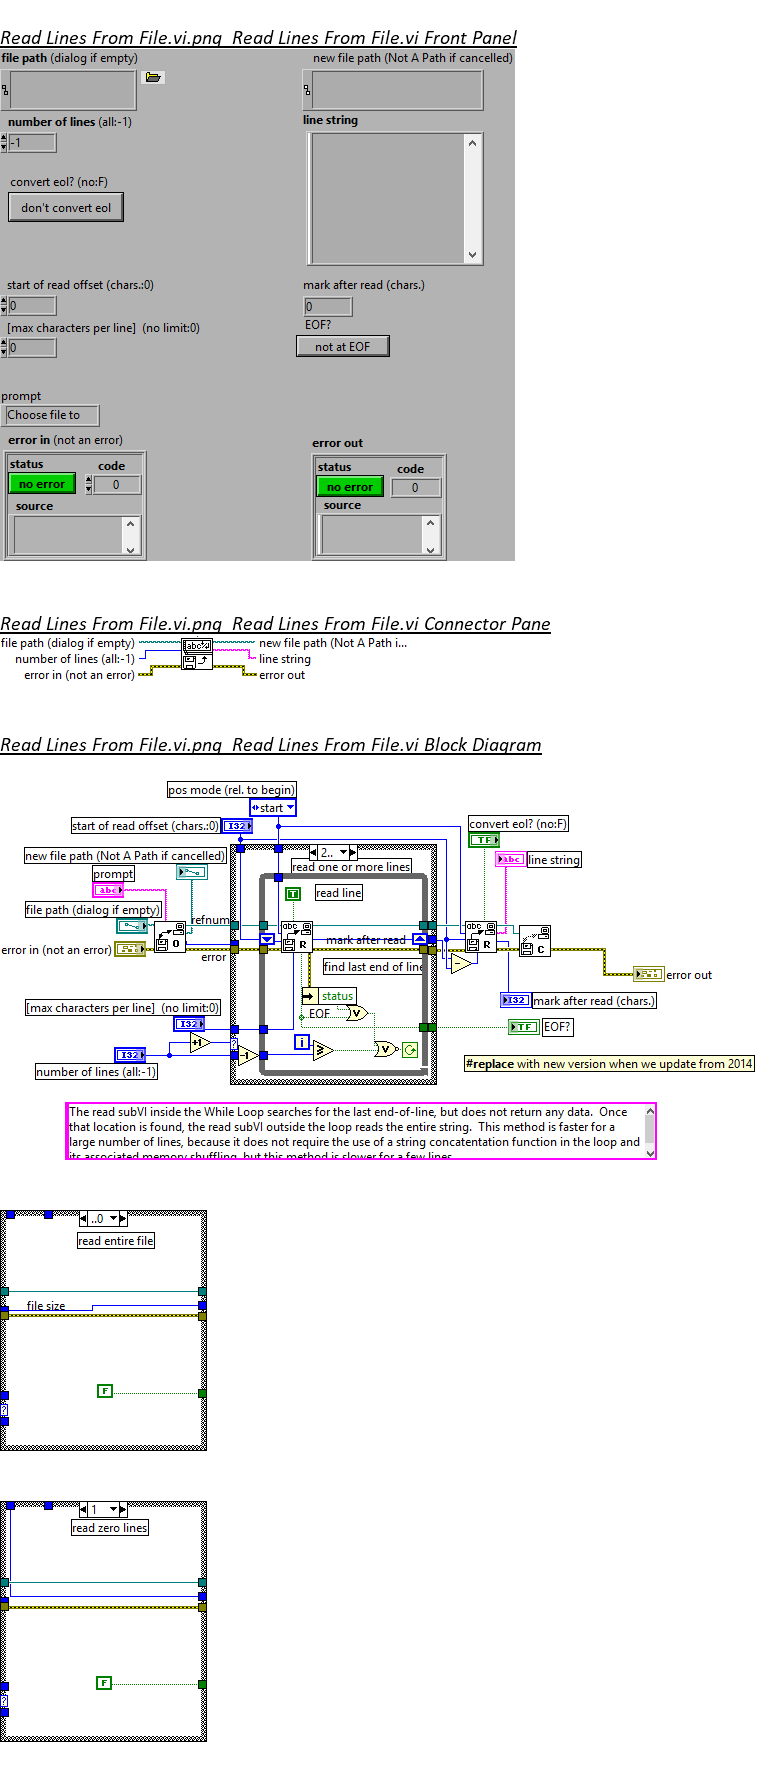 Read Lines From File.vi.png  Read Lines From File.vi Front Panel
file path (dialog if empty)
new file path (Not A Path if cancelled)
number of lines (all:-1)
line string
-1
convert eol? (no:F)
don't convert eol
start of read offset (chars.:0)
mark after read (chars.)
0
0
EOF?
[max characters per line]  (no limit:0)
0
not at EOF
prompt
Choose file to
error in (not an error)
error out
status
code
status
code
no error
0
no error
0
source
source
Read Lines From File.vi.png  Read Lines From File.vi Connector Pane
file path (dialog if empty)
new file path (Not A Path i...
number of lines (all:-1)
line string
error in (not an error)
error out
abc
Read Lines From File.vi.png  Read Lines From File.vi Block Diagram
pos mode (rel. to begin)
start
start of read offset (chars.:0)
I32
convert eol? (no:F)
TF
2..
read one or more lines
new file path (Not A Path if cancelled)
abc
line string
prompt
abc
T
read line
file path (dialog if empty)
refnum
abc
R
mark after read
abc
R
O
C
error in (not an error)
error
find last end of line
error out
status
I32
mark after read (chars.)
[max characters per line]  (no limit:0)
I32
EOF
V
TF
EOF?
+1
i
≥
V
I32
?
-1
number of lines (all:-1)
#replace with new version when we update from 2014
The read subVI inside the While Loop searches for the last end-of-line, but does not return any data.  Once
that location is found, the read subVI outside the loop reads the entire string.  This method is faster for a
large number of lines, because it does not require the use of a string concatentation function in the loop and
its associated memory shuffling, but this method is slower for a few lines.
..0
read entire file
file size
F
?
1
read zero lines
F
?